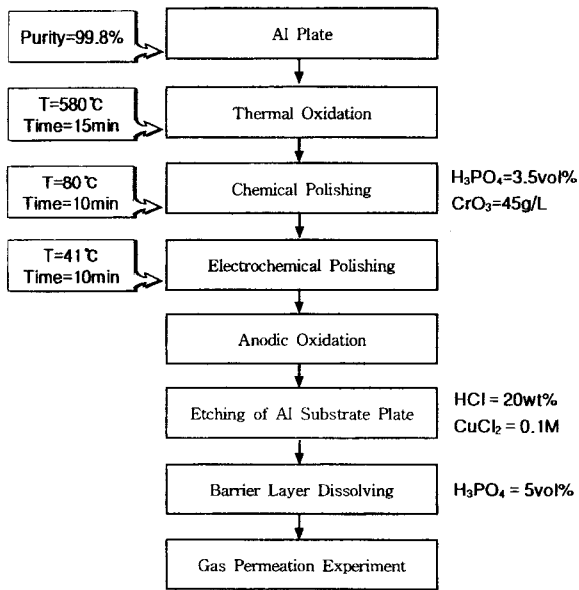 Purity=99.8%
Al Plate
T=580℃
Time=15min
Thermal Oxidation
T=80℃
Time=10min
Chemical Polishing
H₃PO₄=3.5vol%
CrO₃=45g/L
T=41℃
Time=10min
Electrochemical Polishing
Anodic Oxidation
Etching of Al Substrate Plate
HCl = 20wt%
CuCl₂ = 0.1M
Barrier Layer Dissolving
H₃PO₄ = 5vol%
Gas Permeation Experiment